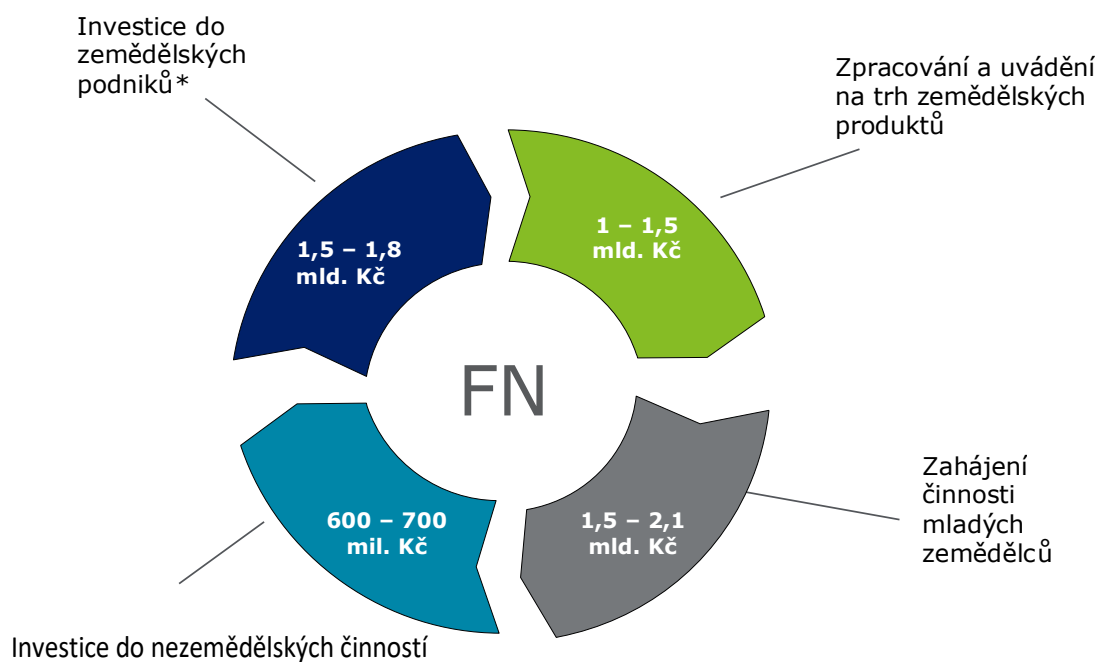 Investice do
zemědělských
podniků*
Zpracování a uvádění
na trh zemědělských
produktů
1 – 1,5
mld. Kč
1,5 – 1,8
mld. Kč
FN
600 – 700
mil. Kč
1,5 – 2,1
mld. Kč
Zahájení
činnosti
mladých
zemědělců
Investice do nezemědělských činností